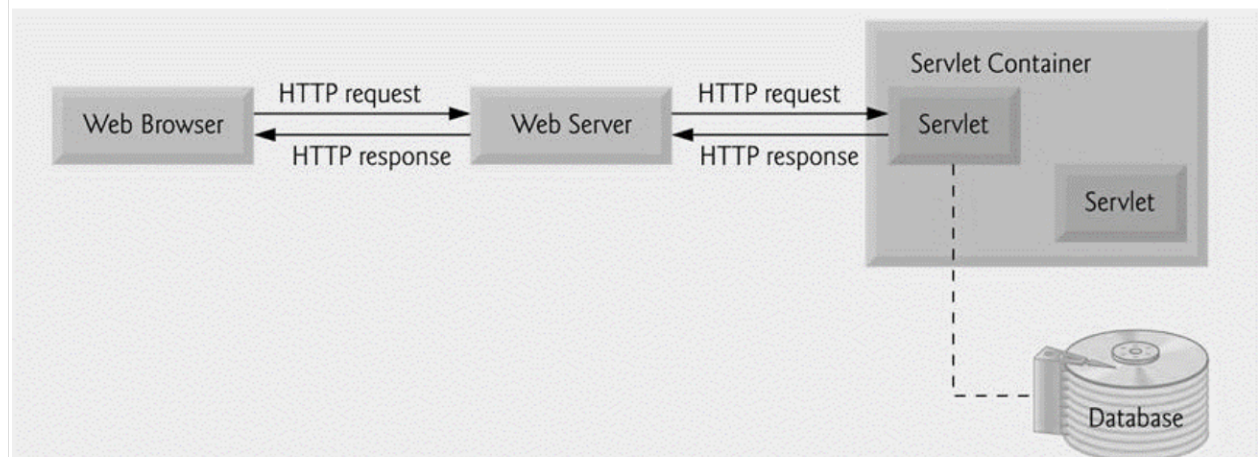 Servlet Container
HTTP request
HTTP request
Web Browser
Web Server
Servlet
HTTP response
HTTP response
Servlet
Database